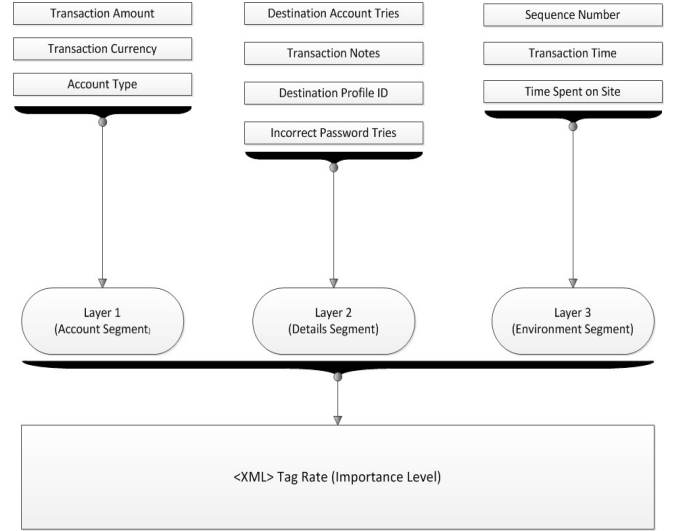 Transaction Amount
Transaction Currency
Account Type
Destination Account Tries
Transaction Notes
Destination Profile ID
Incorrect Password Tries
Sequence Number
Transaction Time
Time Spent on Site
Layer 1
(Account Segment)
Layer 2
(Details Segment)
Layer 3
(Environment Segment)
<XML> Tag Rate (Importance Level)